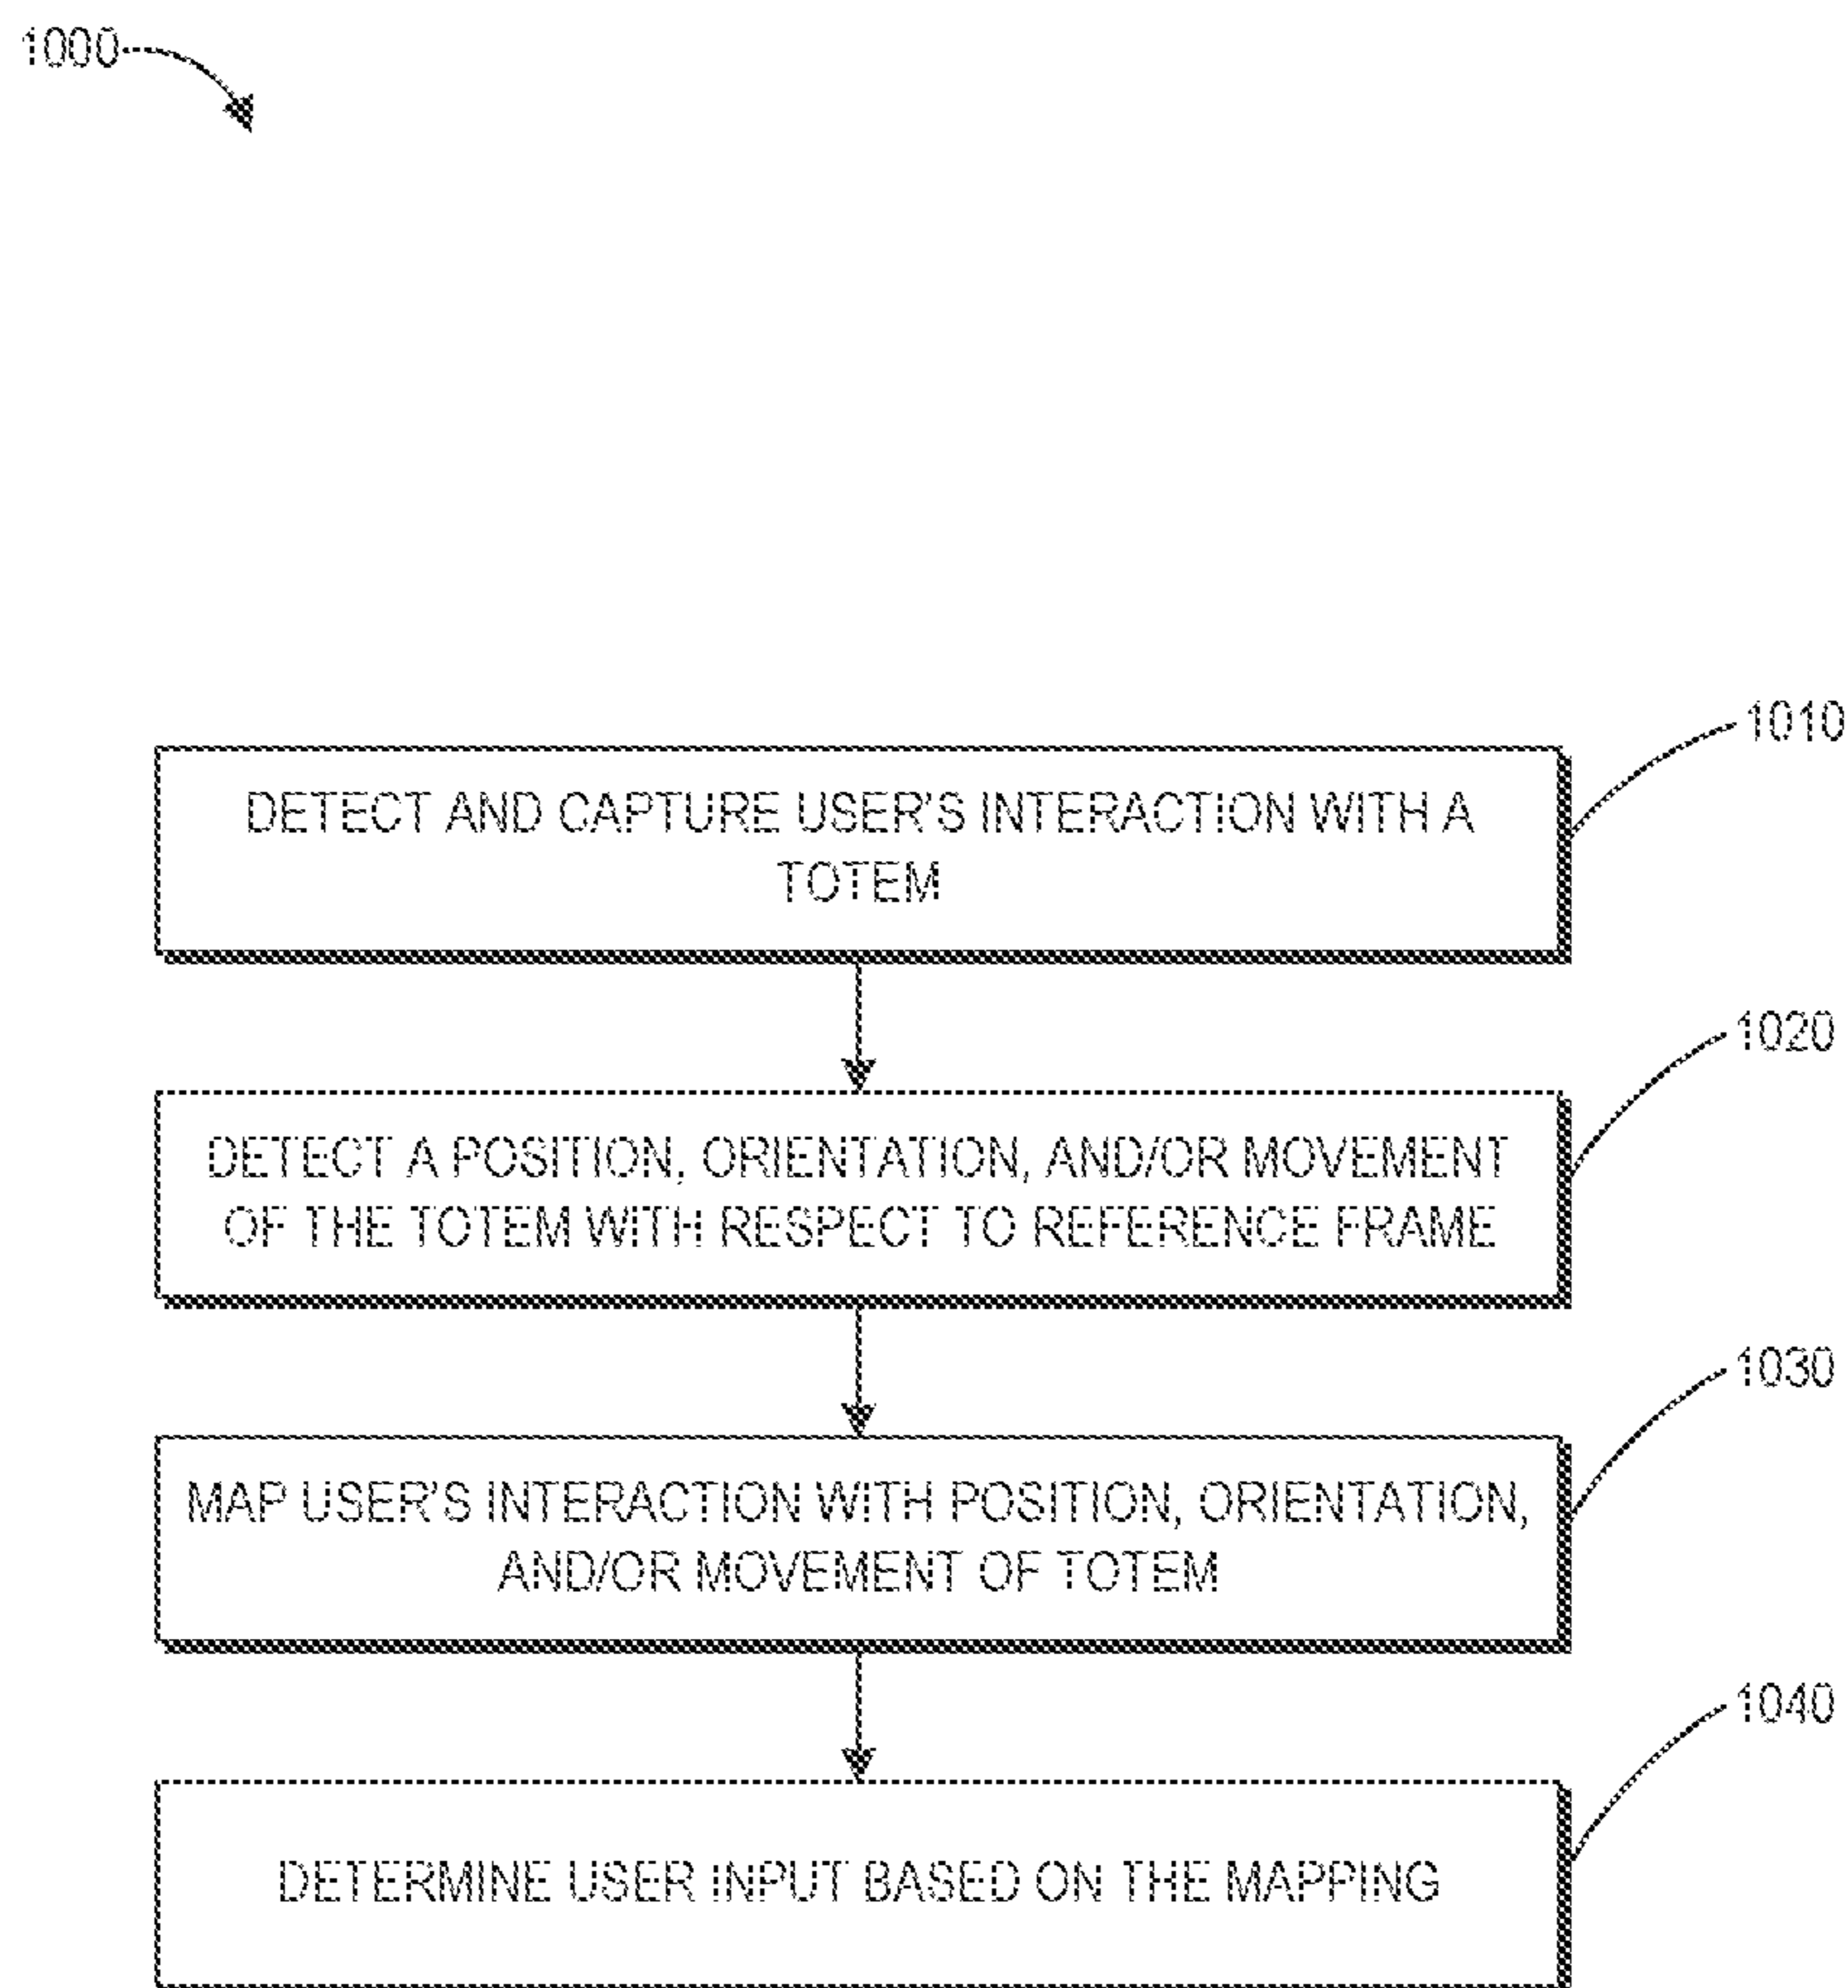 1000
1010
DETECT AND CAPTURE USER'S INTERACTION WITH A
TOTEM
1020
DETECT A POSITION, ORIENTATION, AND/OR MOVEMENT
OF THE TOTEM WITH RESPECT TO REFERENCE FRAME
1030
MAP USER'S INTERACTION WITH POSITION, ORIENTATION,
AND/OR MOVEMENT OF TOTEM
1040
DETERMINE USER INPUT BASED ON THE MAPPING